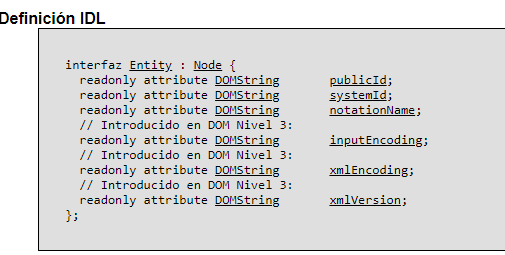 Definición IDL
interfaz Entity : Node {
readonly attribute DOMString publicId;
readonly attribute DOMString systemId;
readonly attribute DOMString notationName;
// Introducido en DOM Nivel 3:
readonly attribute DOMString inputEncoding;
// Introducido en DOM Nivel 3:
readonly attribute DOMString xmlEncoding;
// Introducido en DOM Nivel 3:
readonly attribute DOMString xmlVersion;
};